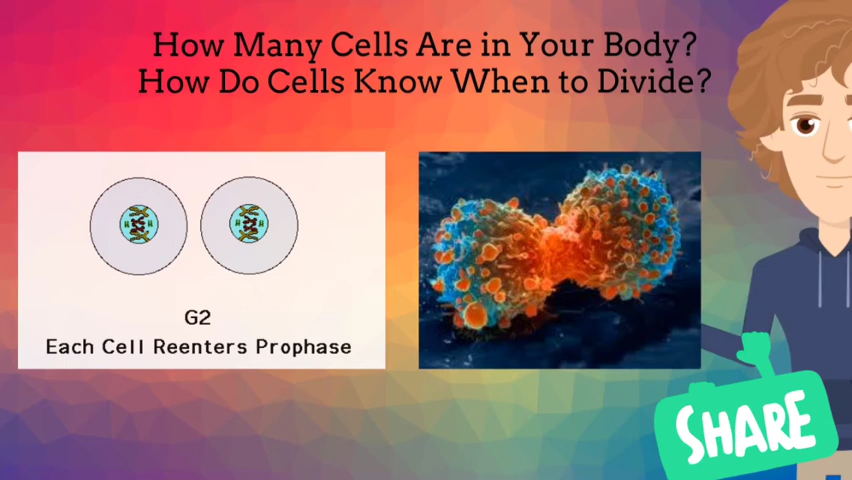 How Many Cells Are in Your Body?
How Do Cells Know When to Divide?
G2
Each Cell Reenters Prophase
SHARE